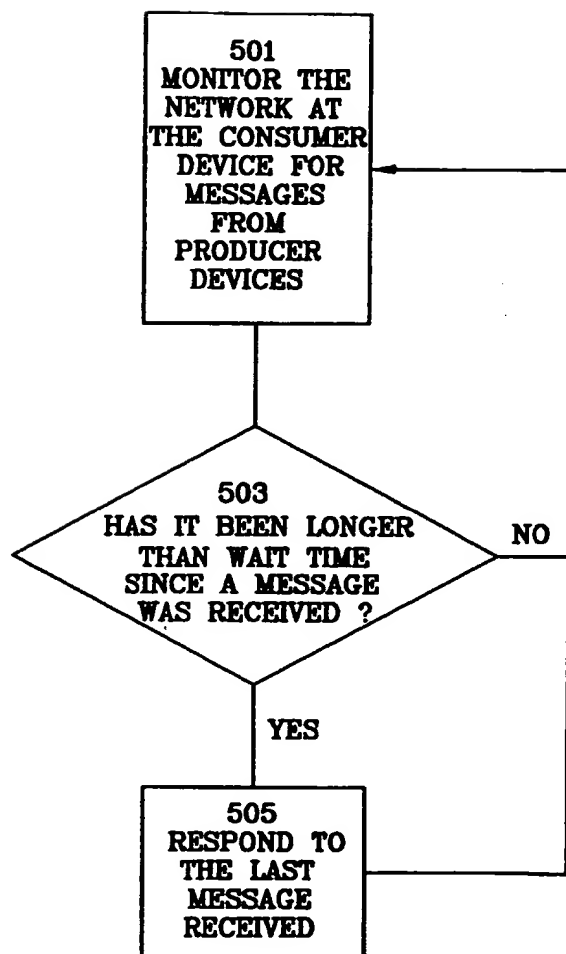 501
MONITOR THE
NETWORK AT
THE CONSUMER
DEVICE FOR
MESSAGES
FROM
PRODUCER
DEVICES
503
HAS IT BEEN LONGER
THAN WAIT TIME
SINCE A MESSAGE
WAS RECEIVED ?
NO
YES
505
RESPOND TO
THE LAST
MESSAGE
RECEIVED